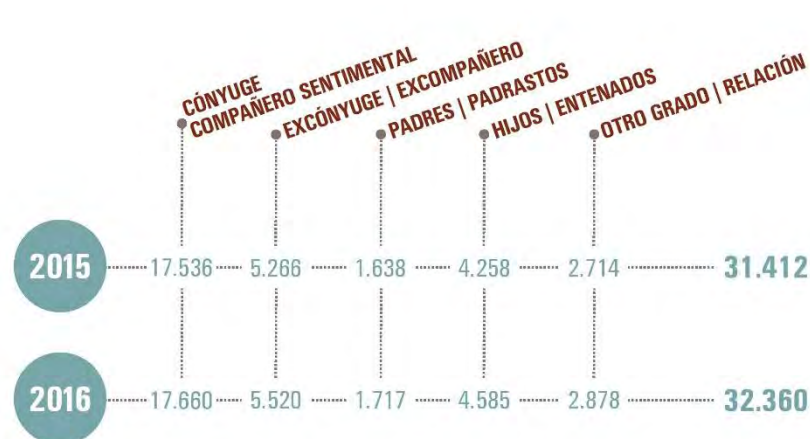 CÓNYUGE
COMPAÑERO SENTIMENTAL
EXCÓNYUGE | EXCOMPAÑERO
PADRES | PADRASTOS
HIJOS | ENTENADOS
OTRO GRADO | RELACIÓN
2015 17.536 5.266 1.638 4.258 2.714 31.412
2016 17.660 5.520 1.717 4.585 2.878 32.360